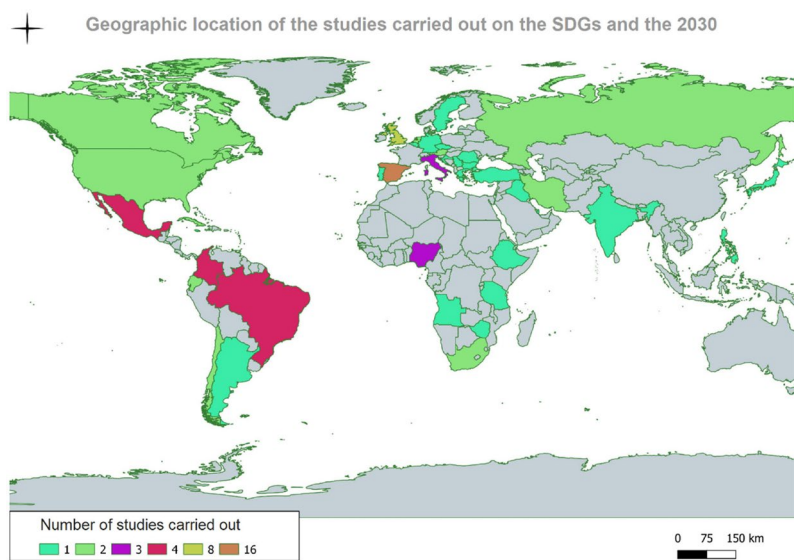 Geographic location of the studies carried out on the SDGs and the 2030
Number of studies carried out
1 2 3 4 8 16
0 75 150 km